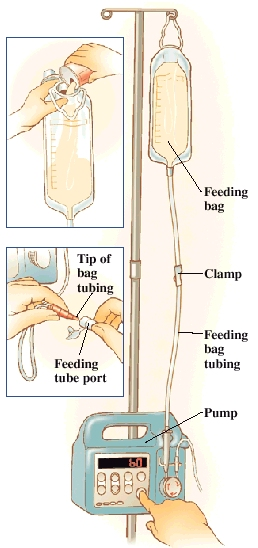 Feeding
bag
Tip of
bag
tubing
Clamp
Feeding
tube port
Feeding
bag
tubing
Pump
60